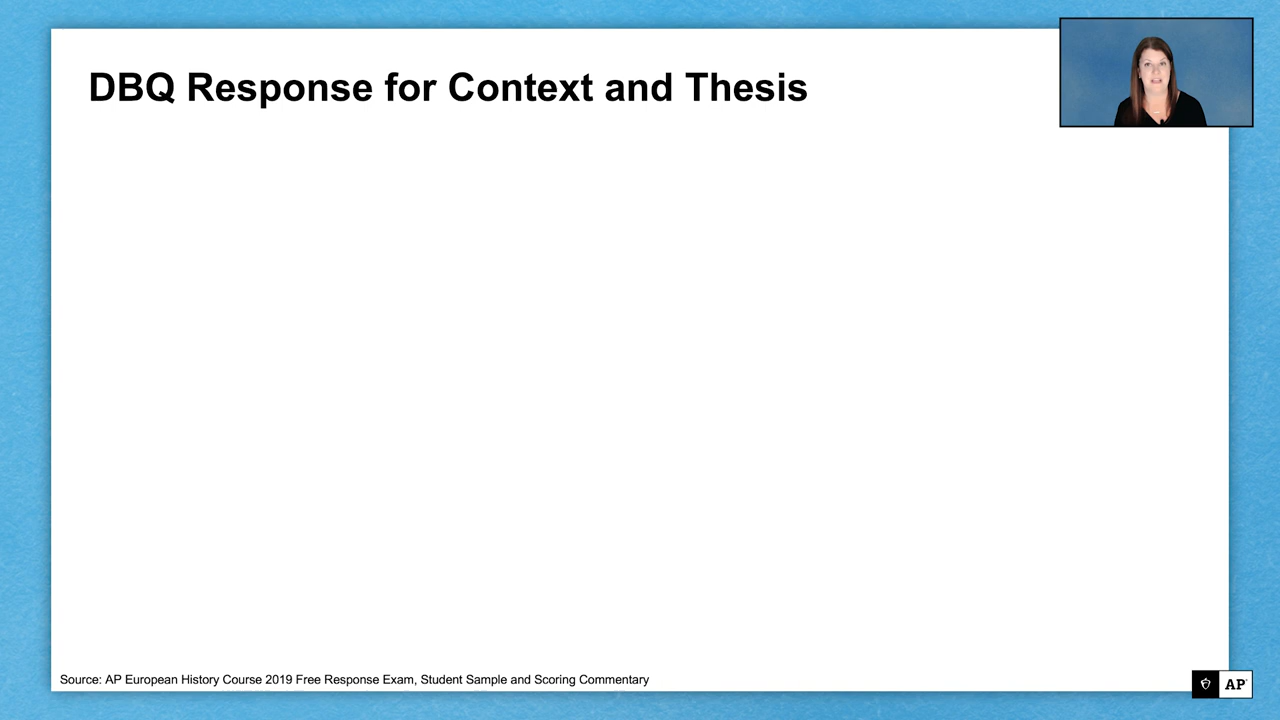 DBQ Response for Context and Thesis
Source: AP European History Course 2019 Free Response Exam, Student Sample and Scoring Commentary
AP